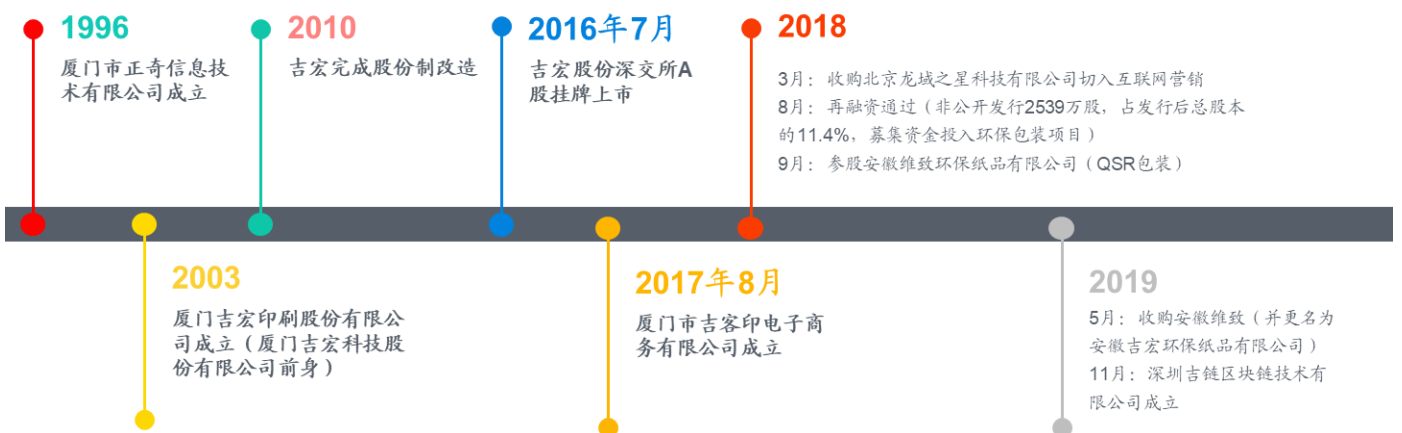 1996
厦门市正奇信息技
术有限公司成立
2010
吉宏完成股份制改造
2016年7月
吉宏股份深交所A
股挂牌上市
2018
3月：收购北京龙域之星科技有限公司切入互联网营销
8月：再融资通过（非公开发行2539万股，占发行后总股本
的11.4%，募集资金投入环保包装项目）
9月：参股安徽维致环保纸品有限公司（QSR包装）
2003
厦门吉宏印刷股份有限公
司成立（厦门吉宏科技股
份有限公司前身）
2017年8月
厦门市吉客印电子商
务有限公司成立
2019
5月：收购安徽维致（并更名为
安徽吉宏环保纸品有限公司）
11月：深圳吉链区块链技术有
限公司成立